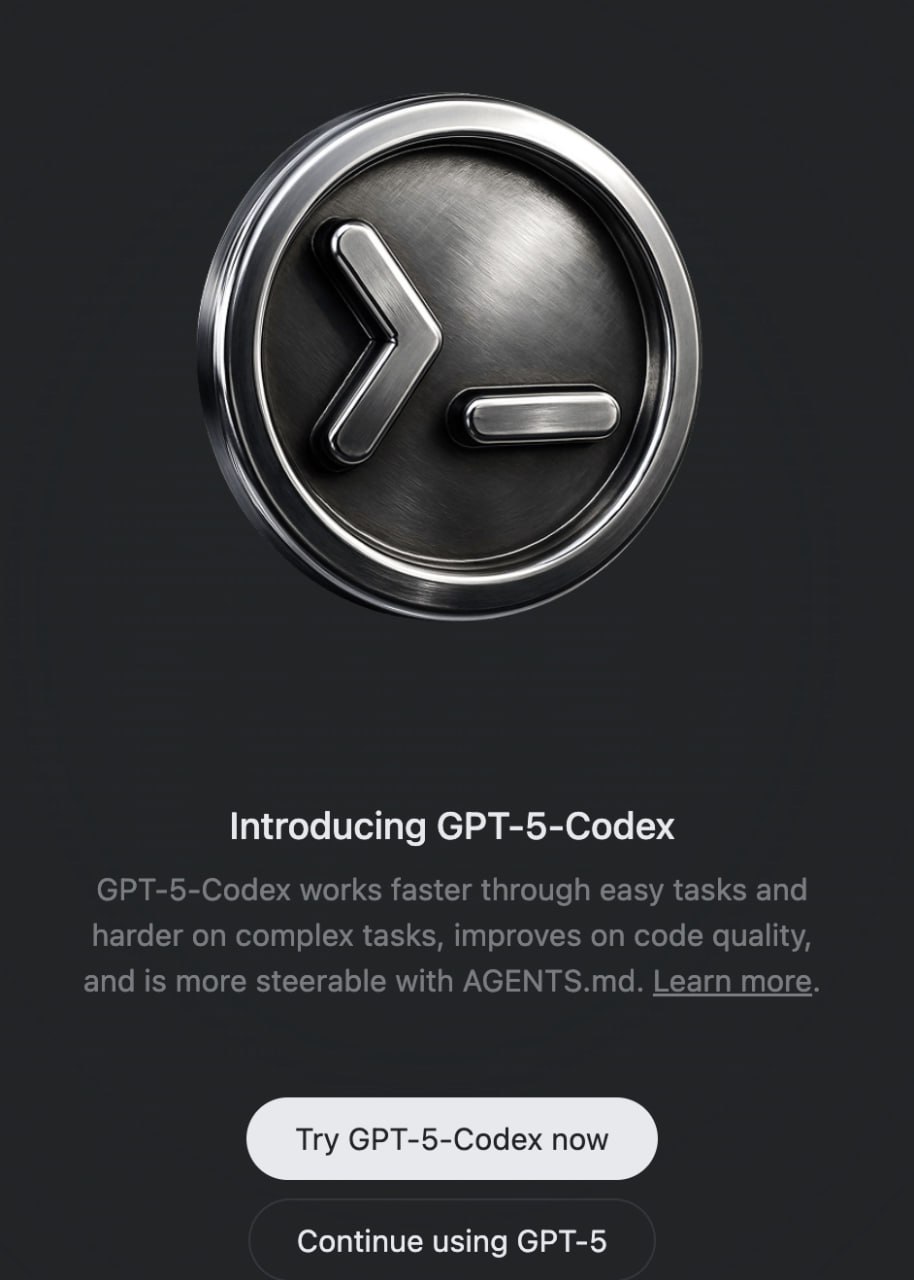 Introducing GPT-5-Codex
GPT-5-Codex works faster through easy tasks and
harder on complex tasks, improves on code quality,
and is more steerable with AGENTS.md. Learn more.
Try GPT-5-Codex now
Continue using GPT-5